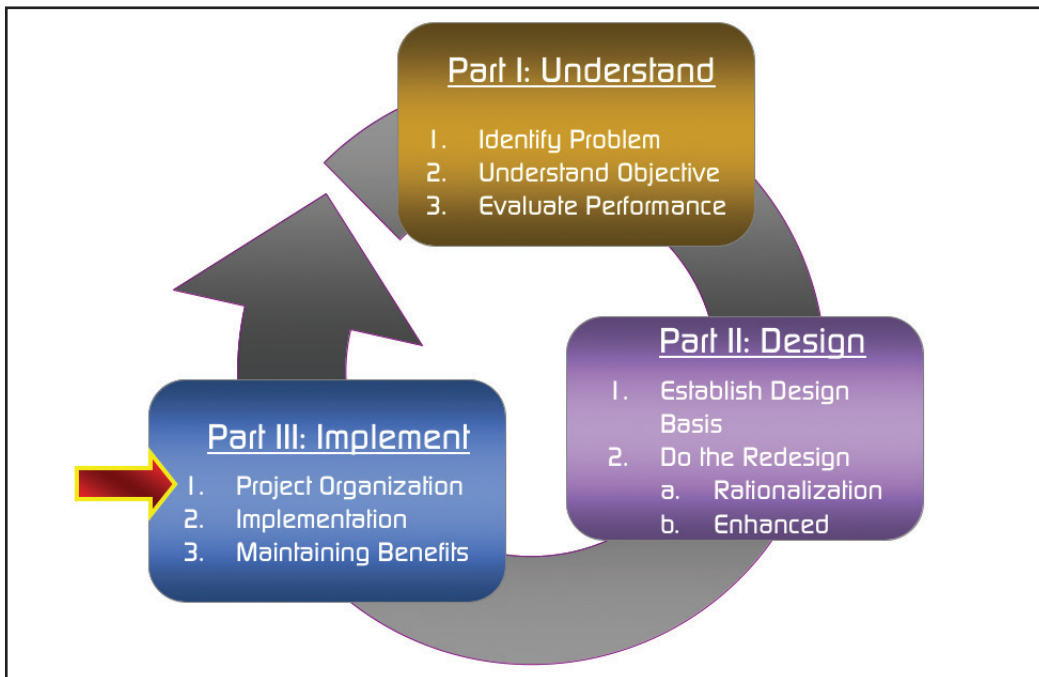 Part I: Understand
1. Identify Problem
2. Understand Objective
3. Evaluate Performance
Part II: Design
1. Establish Design
Basis
2. Do the Redesign
a. Rationalization
b. Enhanced
Part III: Implement
1. Project Organization
2. Implementation
3. Maintaining Benefits